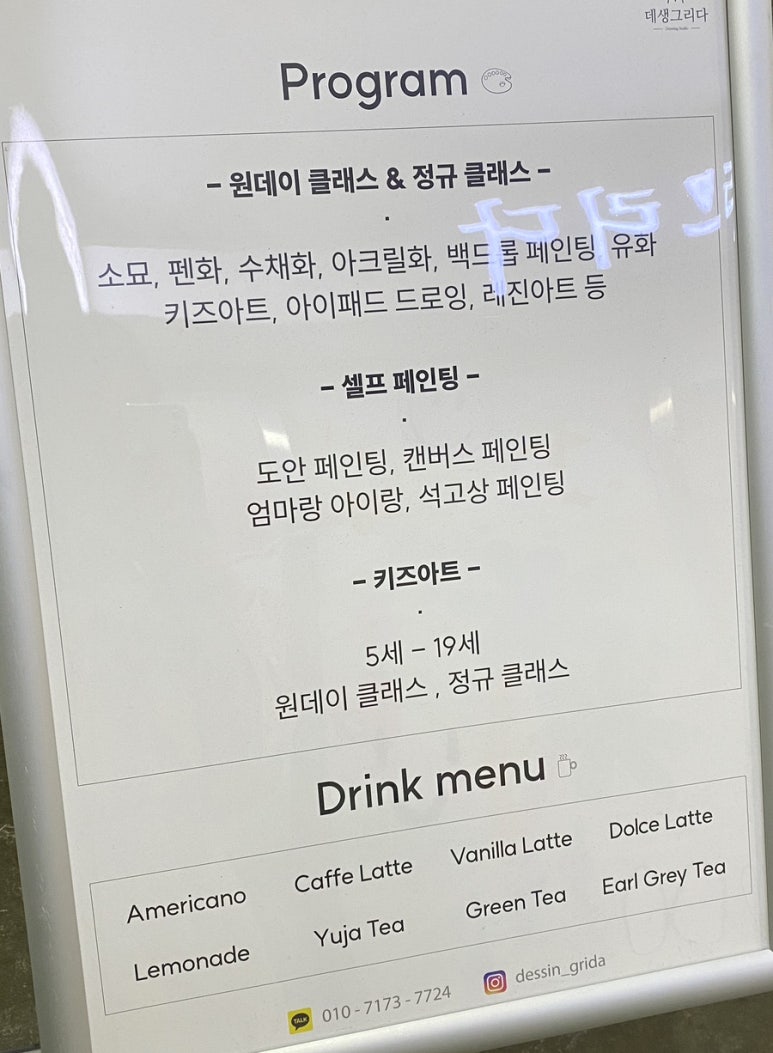 데생그리다
Program
- 원데이 클래스 & 정규 클래스 -
·
소묘, 펜화, 수채화, 아크릴화, 백드롭 페인팅, 유화
키즈아트, 아이패드 드로잉, 레진아트 등
- 셀프 페인팅 -
·
도안 페인팅, 캔버스 페인팅
엄마랑 아이랑, 석고상 페인팅
- 키즈아트 -
·
5세 - 19세
원데이 클래스 , 정규 클래스
Drink menu
Americano Caffe Latte Vanilla Latte Dolce Latte
Lemonade Yuja Tea Green Tea Earl Grey Tea
TALK 010 - 7173 - 7724 dessin_grida